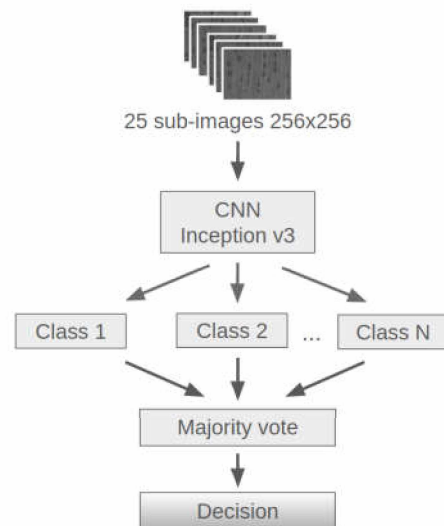 25 sub-images 256x256
CNN
Inception v3
Class 1
Class 2
...
Class N
Majority vote
Decision